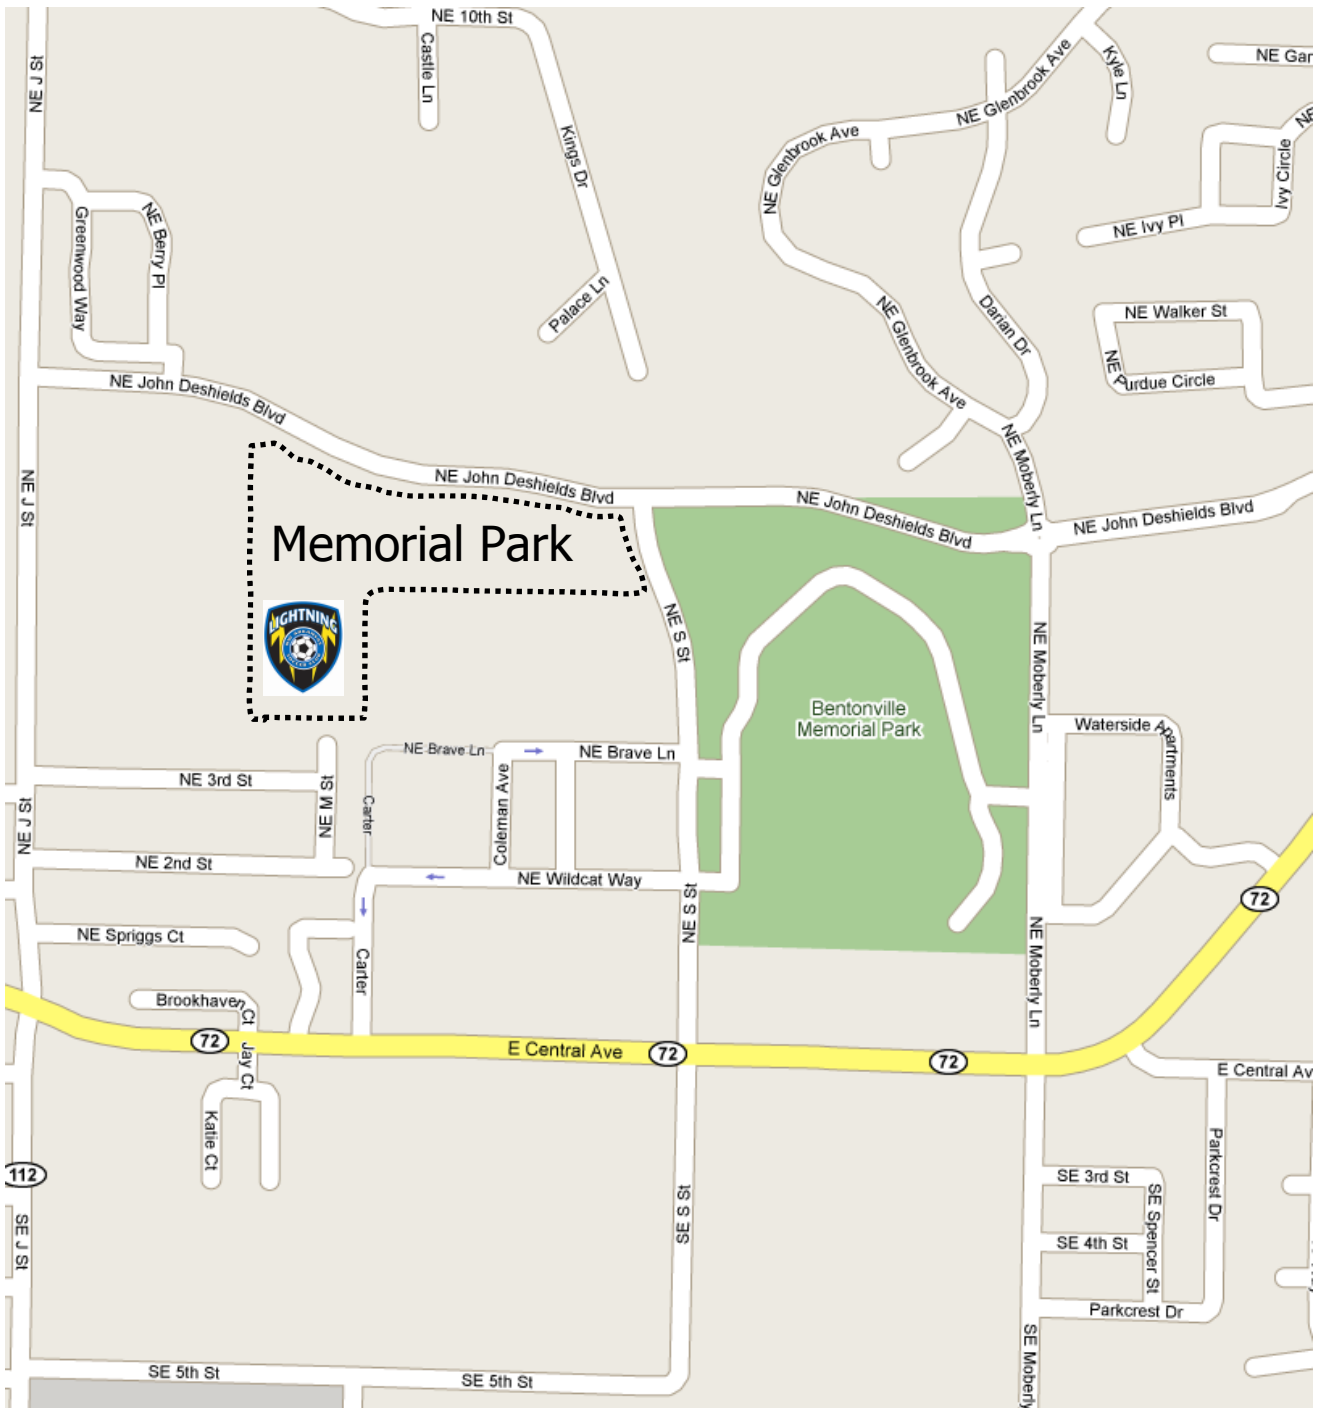 NE 10th St
NE J St
Castle Ln
Kings Dr
NE Glenbrook Ave
Kyle Ln
NE Gar
NE
NE Glenbrook Ave
Ivy Circle
NE Ivy Pl
Greenwood Way
NE Berry Pl
Palace Ln
NE Glenbrook Ave
Darian Dr
NE Walker St
NE Purdue Circle
NE John Deshields Blvd
NE Moberly Ln
NE J St
NE John Deshields Blvd
NE John Deshields Blvd
NE John Deshields Blvd
Memorial Park
LIGHTNING
NE S St
NE Moberly Ln
Bentonville
Memorial Park
Waterside Apartments
NE Brave Ln
NE Brave Ln
NE 3rd St
NE M St
Carter
Coleman Ave
NE J St
NE 2nd St
NE Wildcat Way
NE S St
72
NE Spriggs Ct
Carter
NE Moberly Ln
Brookhaven Ct
72
E Central Ave
72
72
Jay Ct
E Central Av
Katie Ct
Parkcrest Dr
112
SE 3rd St
SE J St
SE S St
SE Spencer St
SE 4th St
Parkcrest Dr
SE Moberly
SE 5th St
SE 5th St